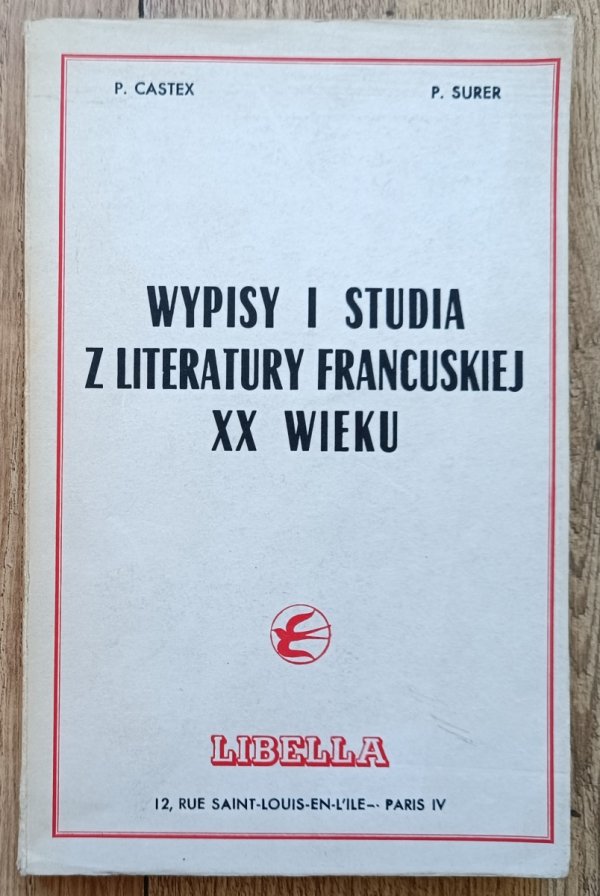 P. CASTEX P. SURER
WYPISY I STUDIA
Z LITERATURY FRANCUSKIEJ
XX WIEKU
LIBELLA
12, RUE SAINT-LOUIS-EN-L'ILE–· PARIS IV